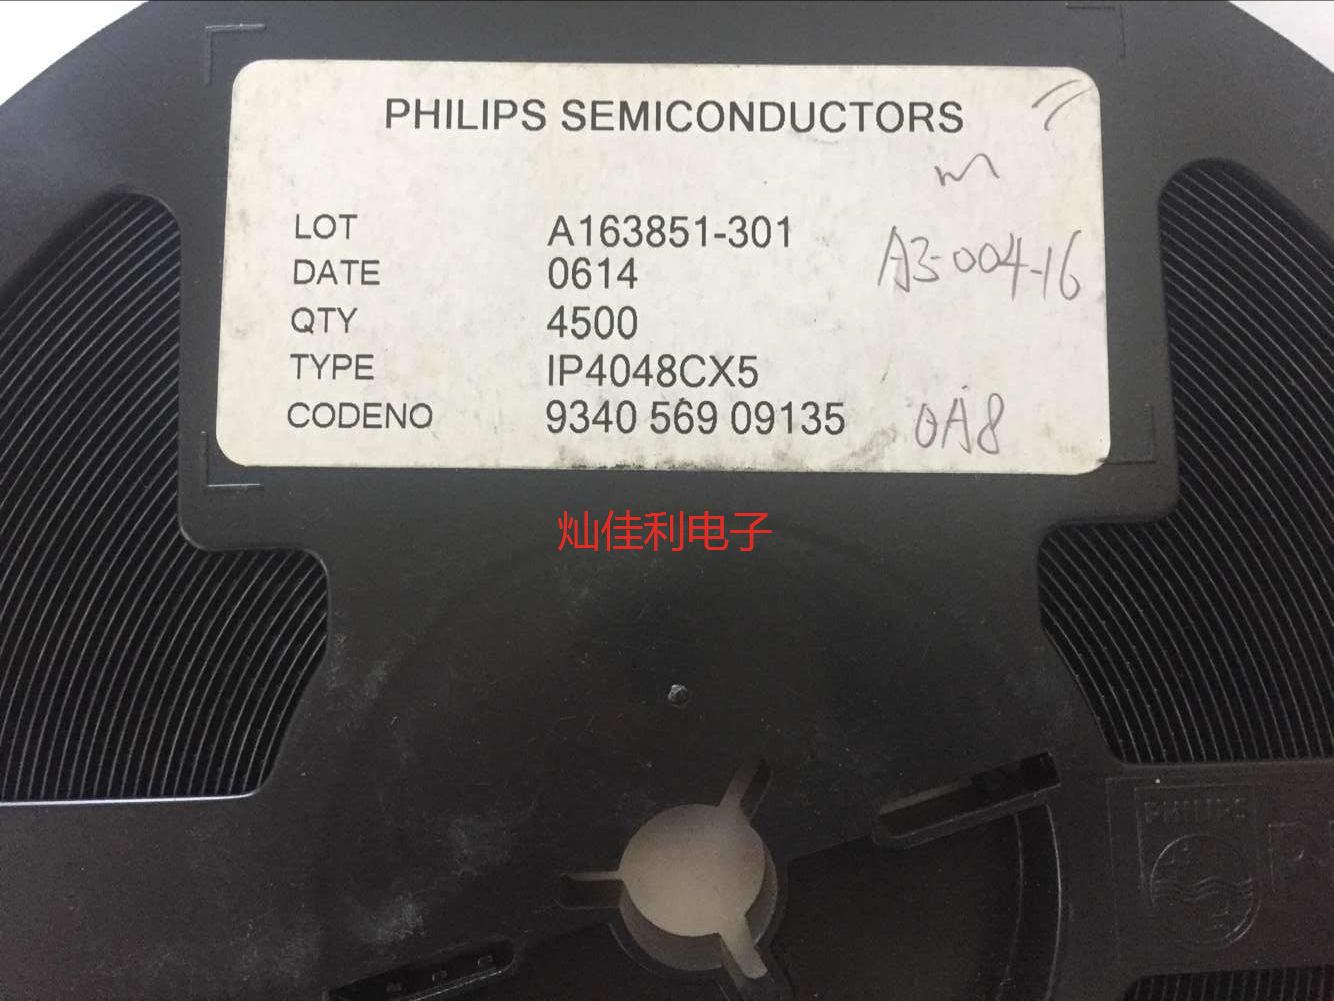 PHILIPS SEMICONDUCTORS
LOT A163851-301
A3-004-16
DATE 0614
QTY 4500
TYPE IP4048CX5
CODENO 9340 569 09135
0A8
灿佳利电子
PHILIPS